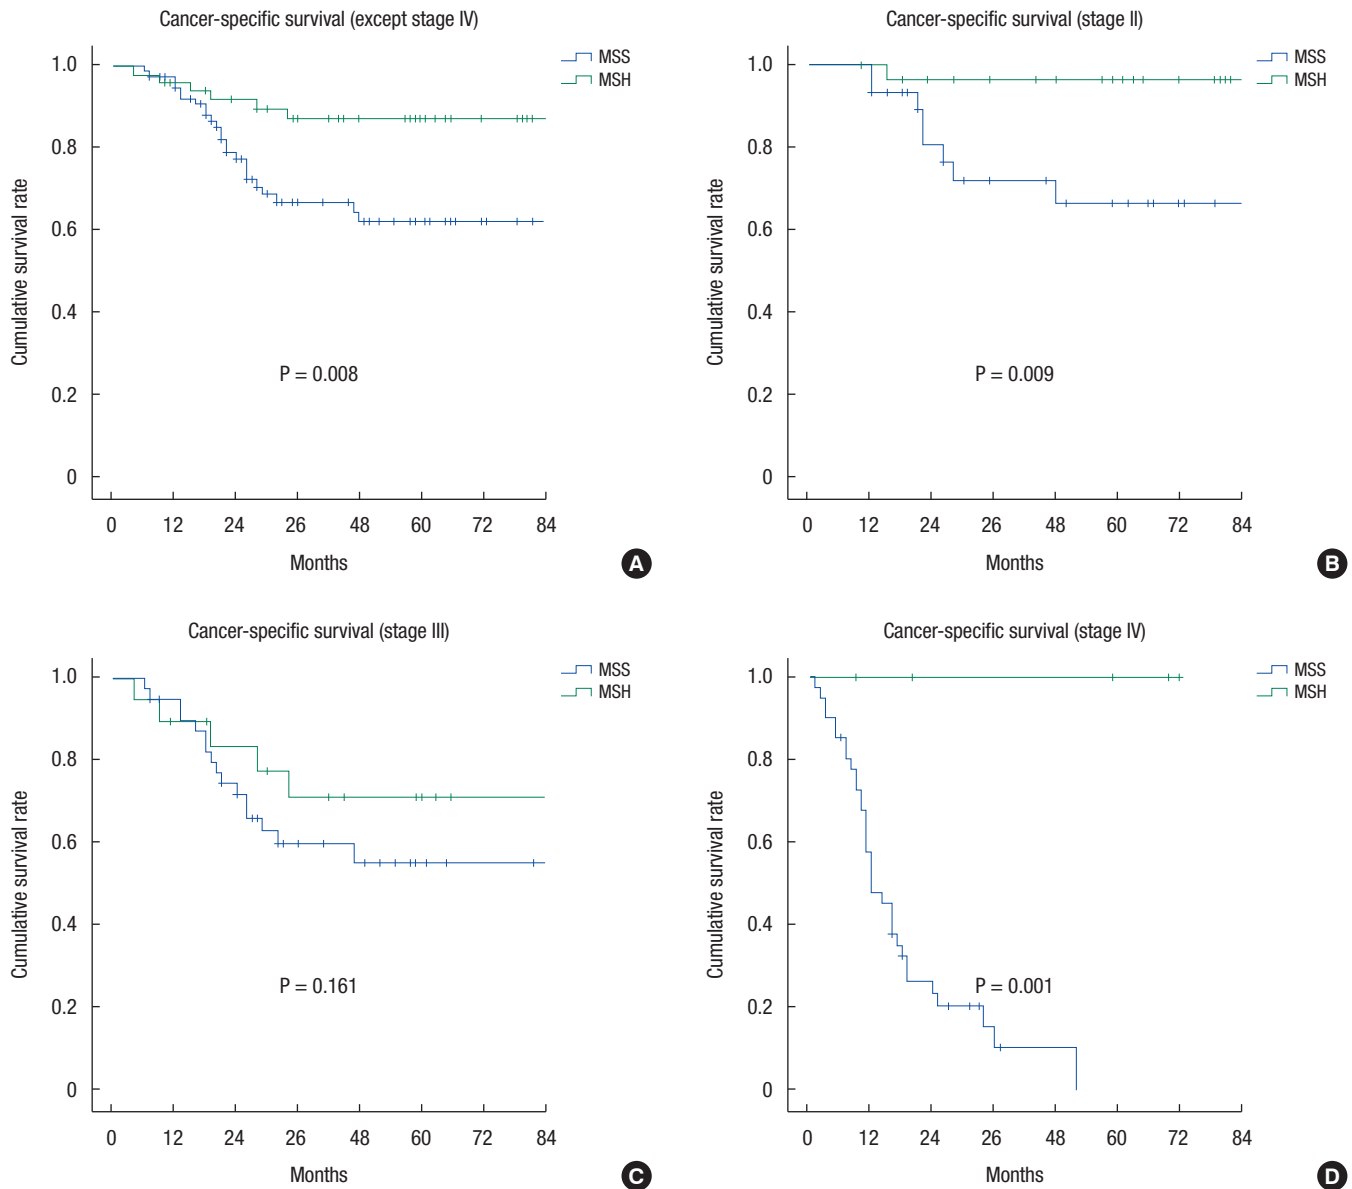 Cancer-specific survival (except stage IV)
MSS
MSH
1.0
0.8
0.6
0.4
0.2
0
Cumulative survival rate
P = 0.008
0 12 24 26 48 60 72 84
Months
A
Cancer-specific survival (stage II)
MSS
MSH
1.0
0.8
0.6
0.4
0.2
0
Cumulative survival rate
P = 0.009
0 12 24 26 48 60 72 84
Months
B
Cancer-specific survival (stage III)
MSS
MSH
1.0
0.8
0.6
0.4
0.2
0
Cumulative survival rate
P = 0.161
0 12 24 26 48 60 72 84
Months
C
Cancer-specific survival (stage IV)
MSS
MSH
1.0
0.8
0.6
0.4
0.2
0
Cumulative survival rate
P = 0.001
0 12 24 26 48 60 72 84
Months
D